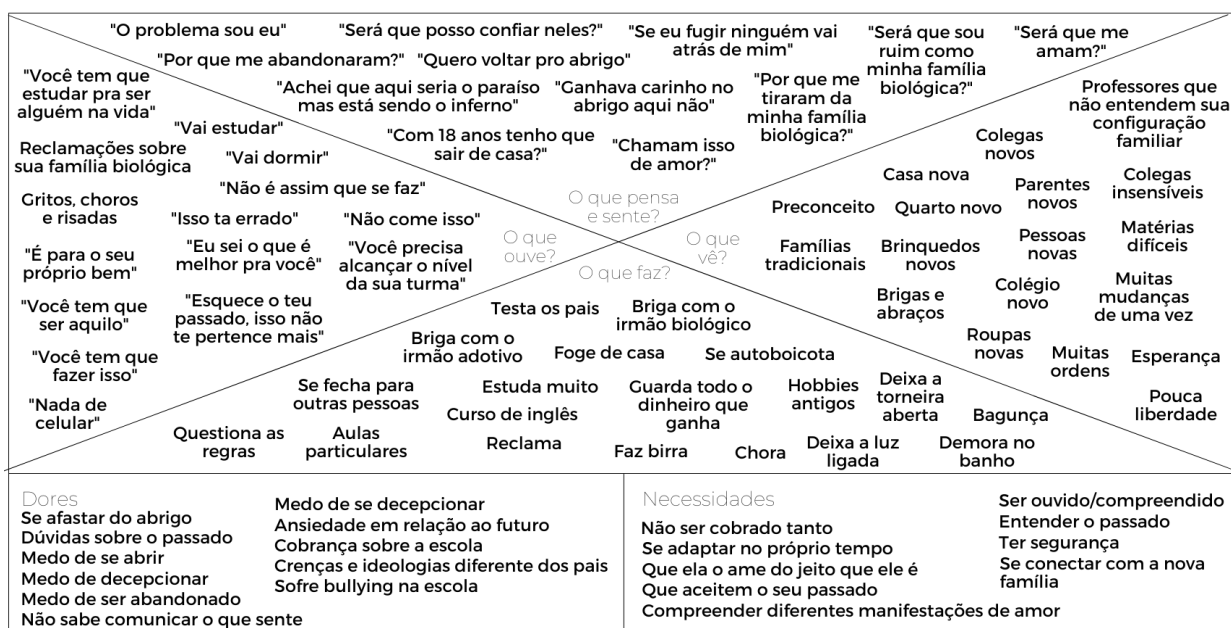 "O problema sou eu"
"Será que posso confiar neles?"
"Se eu fugir ninguém vai
atrás de mim"
"Será que sou
ruim como
minha família
biológica?"
"Será que me
amam?"
"Por que me abandonaram?"
"Quero voltar pro abrigo"
"Achei que aqui seria o paraíso
mas está sendo o inferno"
"Ganhava carinho no
abrigo aqui não"
"Por que me
tiraram da
minha família
biológica?"
"Com 18 anos tenho que
sair de casa?"
"Chamam isso
de amor?"
O que pensa
e sente?
"Você tem que
estudar pra ser
alguém na vida"
"Vai estudar"
Reclamações sobre
sua família biológica
"Vai dormir"
"Não é assim que se faz"
Gritos, choros
e risadas
"Isso ta errado"
"Não come isso"
"É para o seu
próprio bem"
"Eu sei o que é
melhor pra você"
"Você precisa
alcançar o nível
da sua turma"
"Você tem que
ser aquilo"
"Esquece o teu
passado, isso não
te pertence mais"
"Você tem que
fazer isso"
"Nada de
celular"
O que
ouve?
O que
vê?
Professores que
não entendem sua
configuração
familiar
Colegas
novos
Casa nova
Parentes
novos
Colegas
insensíveis
Preconceito
Quarto novo
Famílias
tradicionais
Brinquedos
novos
Pessoas
novas
Matérias
difíceis
Brigas e
abraços
Colégio
novo
Muitas
mudanças
de uma vez
Roupas
novas
Muitas
ordens
Esperança
Pouca
liberdade
O que faz?
Testa os pais
Briga com o
irmão biológico
Briga com o
irmão adotivo
Foge de casa
Se autoboicota
Se fecha para
outras pessoas
Estuda muito
Guarda todo o
dinheiro que
ganha
Hobbies
antigos
Deixa a
torneira
aberta
Bagunça
Curso de inglês
Questiona as
regras
Aulas
particulares
Reclama
Faz birra
Chora
Deixa a luz
ligada
Demora no
banho
Dores
Se afastar do abrigo
Dúvidas sobre o passado
Medo de se abrir
Medo de decepcionar
Medo de ser abandonado
Não sabe comunicar o que sente
Medo de se decepcionar
Ansiedade em relação ao futuro
Cobrança sobre a escola
Crenças e ideologias diferente dos pais
Sofre bullying na escola
Necessidades
Não ser cobrado tanto
Se adaptar no próprio tempo
Que ela o ame do jeito que ele é
Que aceitem o seu passado
Compreender diferentes manifestações de amor
Ser ouvido/compreendido
Entender o passado
Ter segurança
Se conectar com a nova
família